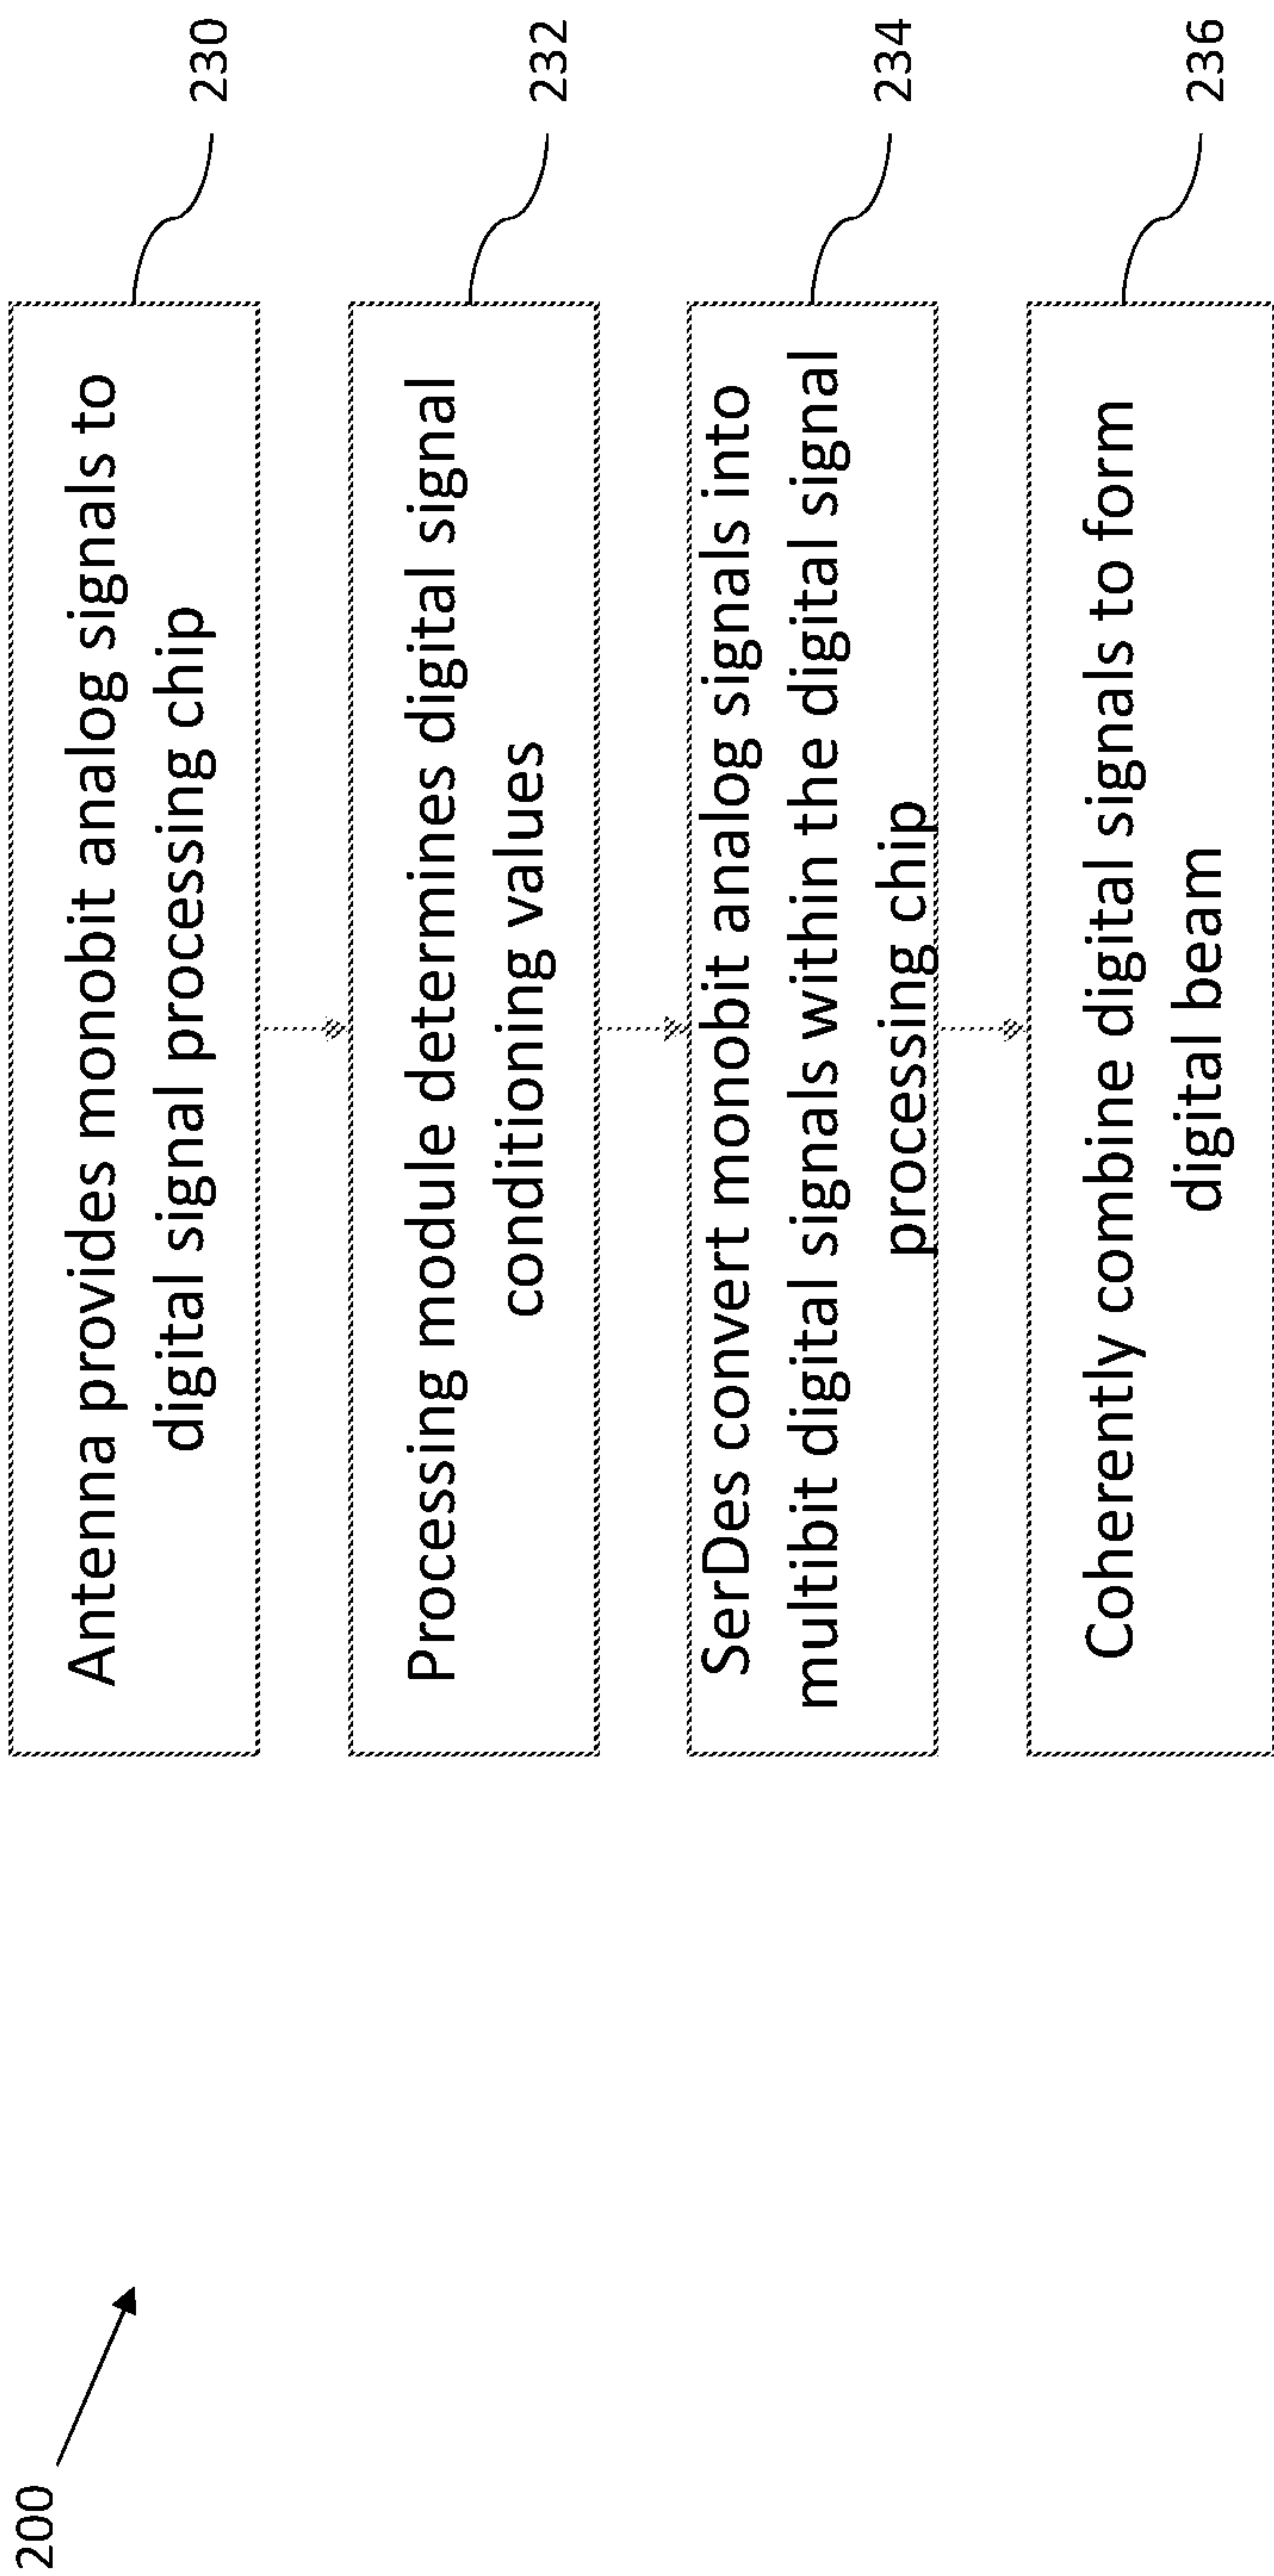 200
Antenna provides monobit analog signals to
digital signal processing chip
230
Processing module determines digital signal
conditioning values
232
SerDes convert monobit analog signals into
multibit digital signals within the digital signal
processing chip
234
Coherently combine digital signals to form
digital beam
236